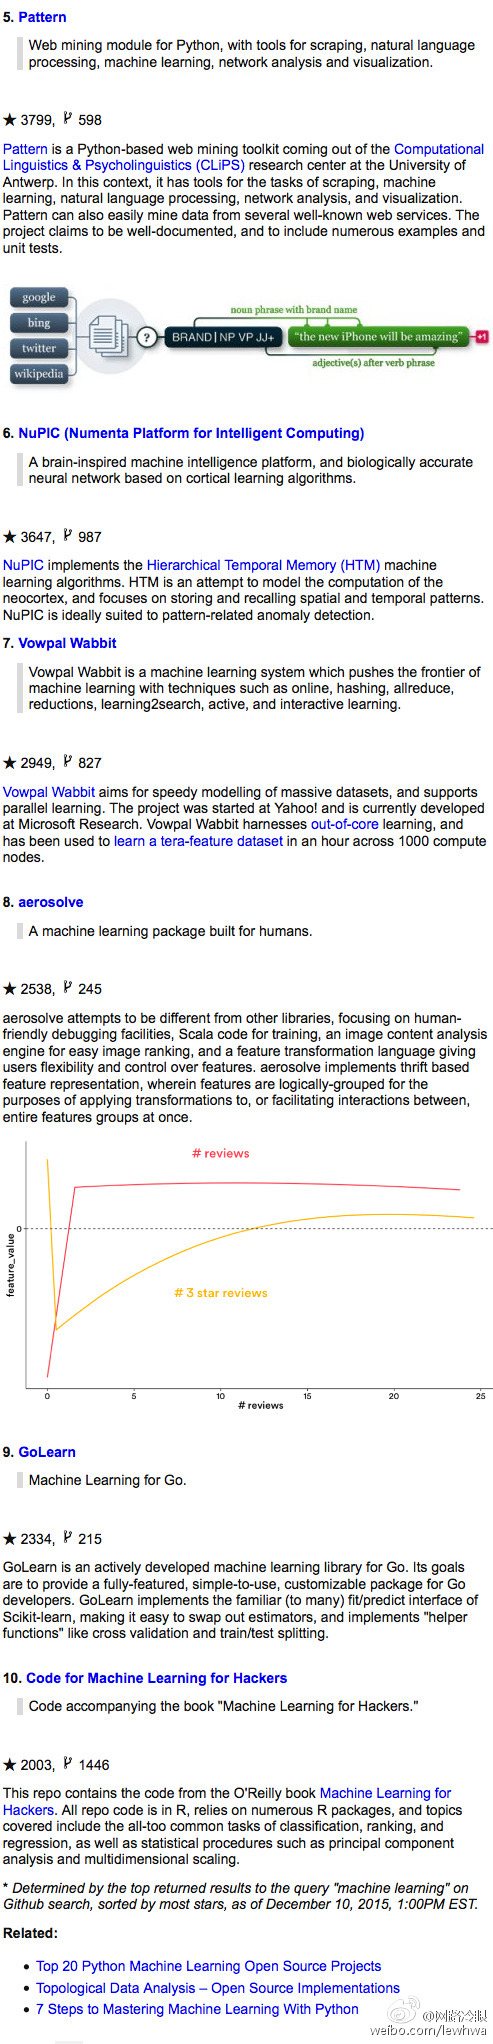 5. Pattern
Web mining module for Python, with tools for scraping, natural language
processing, machine learning, network analysis and visualization.
★ 3799, 598
Pattern is a Python-based web mining toolkit coming out of the Computational
Linguistics & Psycholinguistics (CLiPS) research center at the University of
Antwerp. In this context, it has tools for the tasks of scraping, machine
learning, natural language processing, network analysis, and visualization.
Pattern can also easily mine data from several well-known web services. The
project claims to be well-documented, and to include numerous examples and
unit tests.
google
bing
twitter
wikipedia
?
BRAND|NP VP JJ+
noun phrase with brand name
"the new iPhone will be amazing"
+1
adjective(s) after verb phrase
6. NuPIC (Numenta Platform for Intelligent Computing)
A brain-inspired machine intelligence platform, and biologically accurate
neural network based on cortical learning algorithms.
★ 3647, 987
NuPIC implements the Hierarchical Temporal Memory (HTM) machine
learning algorithms. HTM is an attempt to model the computation of the
neocortex, and focuses on storing and recalling spatial and temporal patterns.
NuPIC is ideally suited to pattern-related anomaly detection.
7. Vowpal Wabbit
Vowpal Wabbit is a machine learning system which pushes the frontier of
machine learning with techniques such as online, hashing, allreduce,
reductions, learning2search, active, and interactive learning.
★ 2949, 827
Vowpal Wabbit aims for speedy modelling of massive datasets, and supports
parallel learning. The project was started at Yahoo! and is currently developed
at Microsoft Research. Vowpal Wabbit harnesses out-of-core learning, and
has been used to learn a tera-feature dataset in an hour across 1000 compute
nodes.
8. aerosolve
A machine learning package built for humans.
★ 2538, 245
aerosolve attempts to be different from other libraries, focusing on human-
friendly debugging facilities, Scala code for training, an image content analysis
engine for easy image ranking, and a feature transformation language giving
users flexibility and control over features. aerosolve implements thrift based
feature representation, wherein features are logically-grouped for the
purposes of applying transformations to, or facilitating interactions between,
entire features groups at once.
# reviews
0
feature_value
# 3 star reviews
0 5 10 15 20 25
# reviews
9. GoLearn
Machine Learning for Go.
★ 2334, 215
GoLearn is an actively developed machine learning library for Go. Its goals
are to provide a fully-featured, simple-to-use, customizable package for Go
developers. GoLearn implements the familiar (to many) fit/predict interface of
Scikit-learn, making it easy to swap out estimators, and implements "helper
functions" like cross validation and train/test splitting.
10. Code for Machine Learning for Hackers
Code accompanying the book "Machine Learning for Hackers."
★ 2003, 1446
This repo contains the code from the O'Reilly book Machine Learning for
Hackers. All repo code is in R, relies on numerous R packages, and topics
covered include the all-too common tasks of classification, ranking, and
regression, as well as statistical procedures such as principal component
analysis and multidimensional scaling.
* Determined by the top returned results to the query "machine learning" on
Github search, sorted by most stars, as of December 10, 2015, 1:00PM EST.
Related:
• Top 20 Python Machine Learning Open Source Projects
• Topological Data Analysis – Open Source Implementations
• 7 Steps to Mastering Machine Learning With Python
@网路冷眼
weibo.com/lewhwa